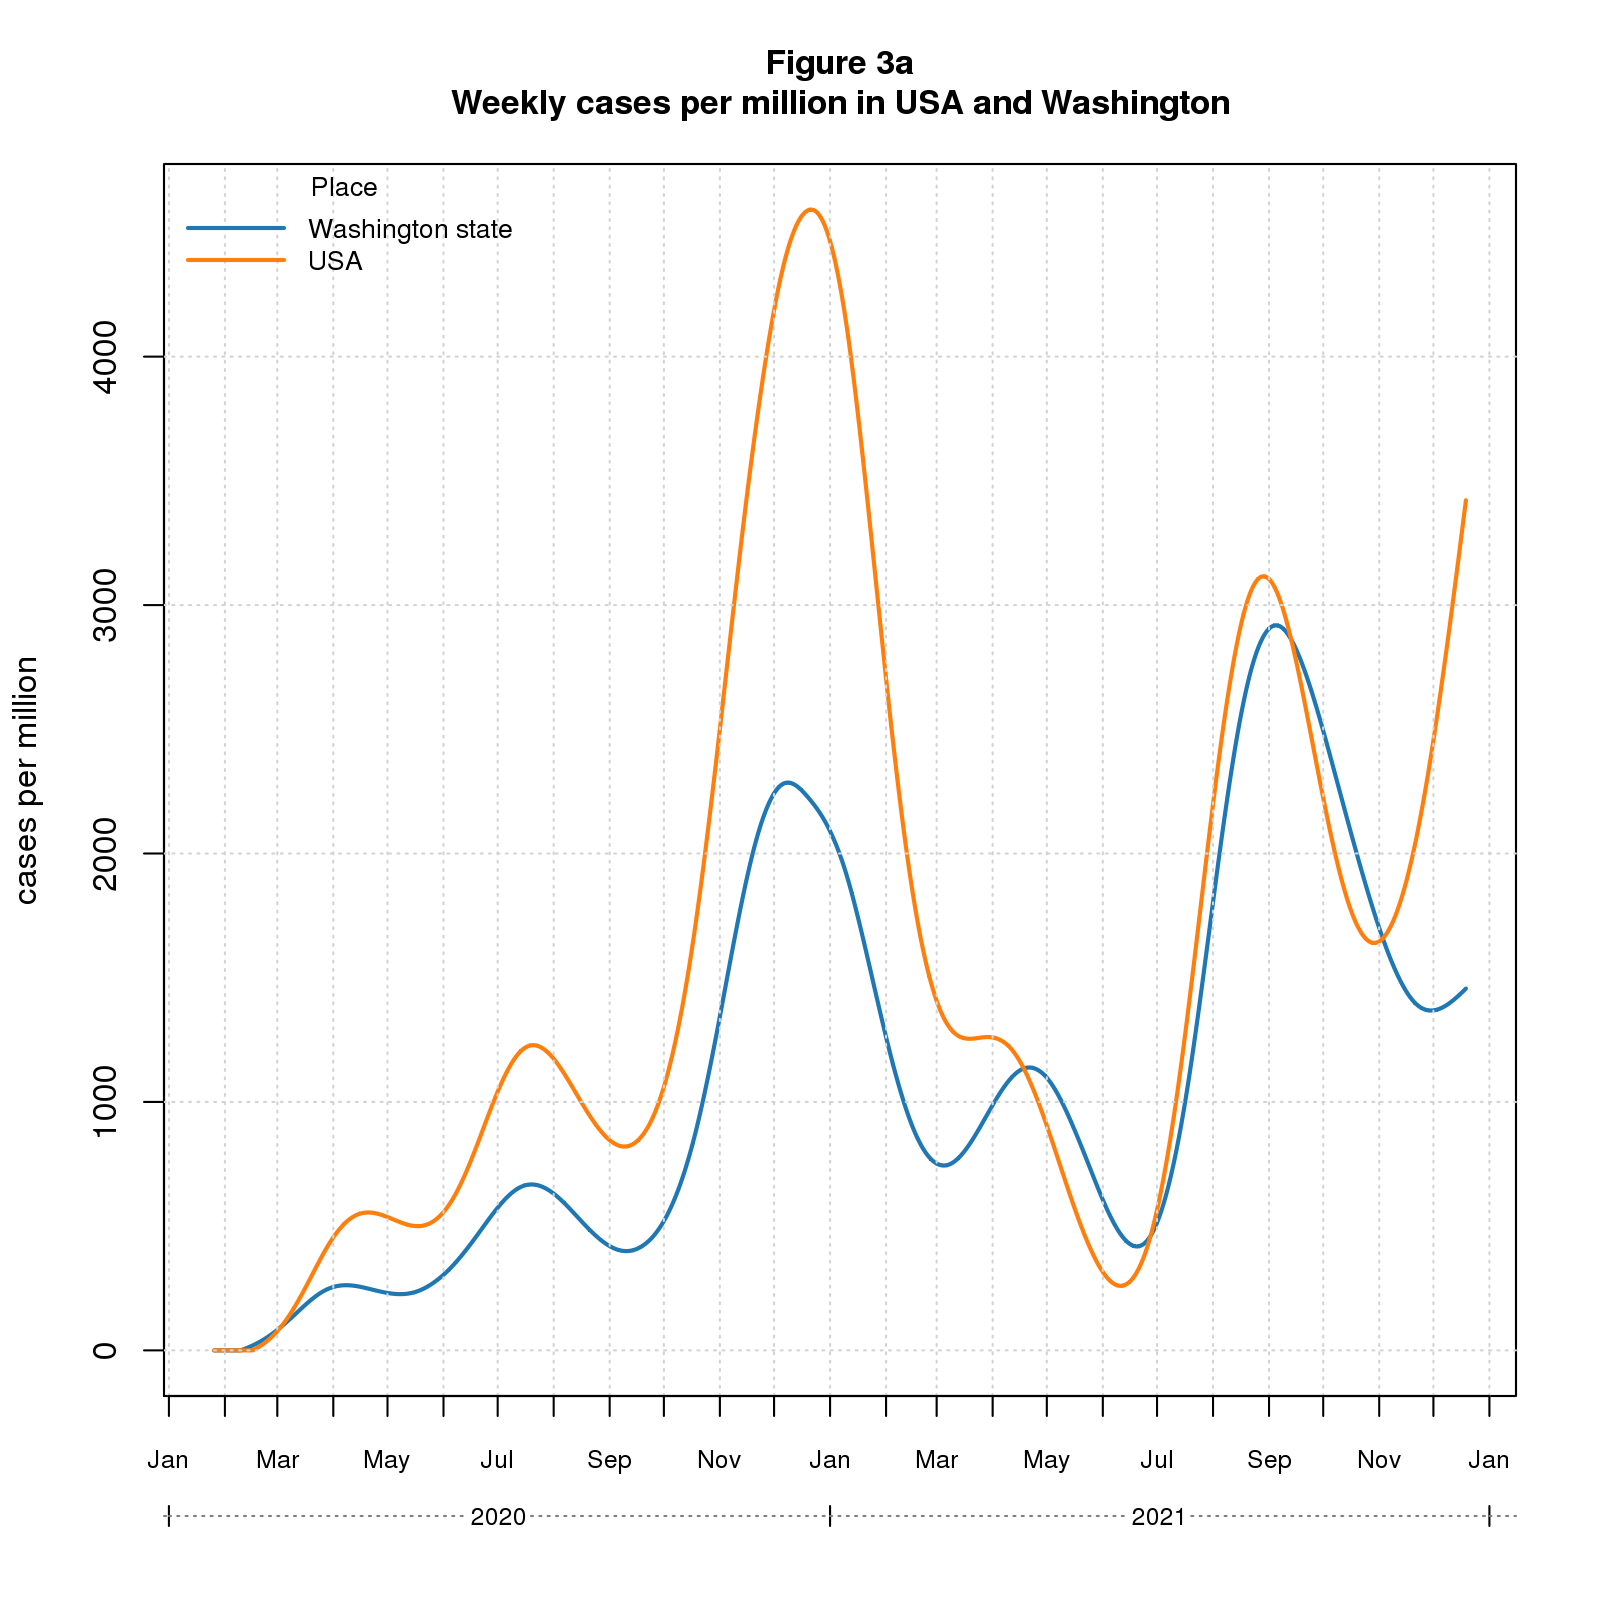 Figure 3a
Weekly cases per million in USA and Washington
Place
Washington state
USA
cases per million
4000
3000
2000
1000
0
Jan Mar May Jul Sep Nov Jan Mar May Jul Sep Nov Jan
2020 2021